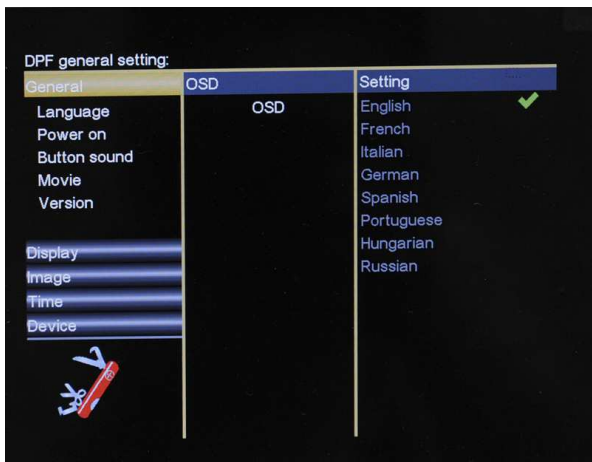 DPF general setting:
General
OSD
Setting
Language
OSD
English
Power on
French
Button sound
Italian
Movie
German
Version
Spanish
Portuguese
Hungarian
Russian
Display
Image
Time
Device